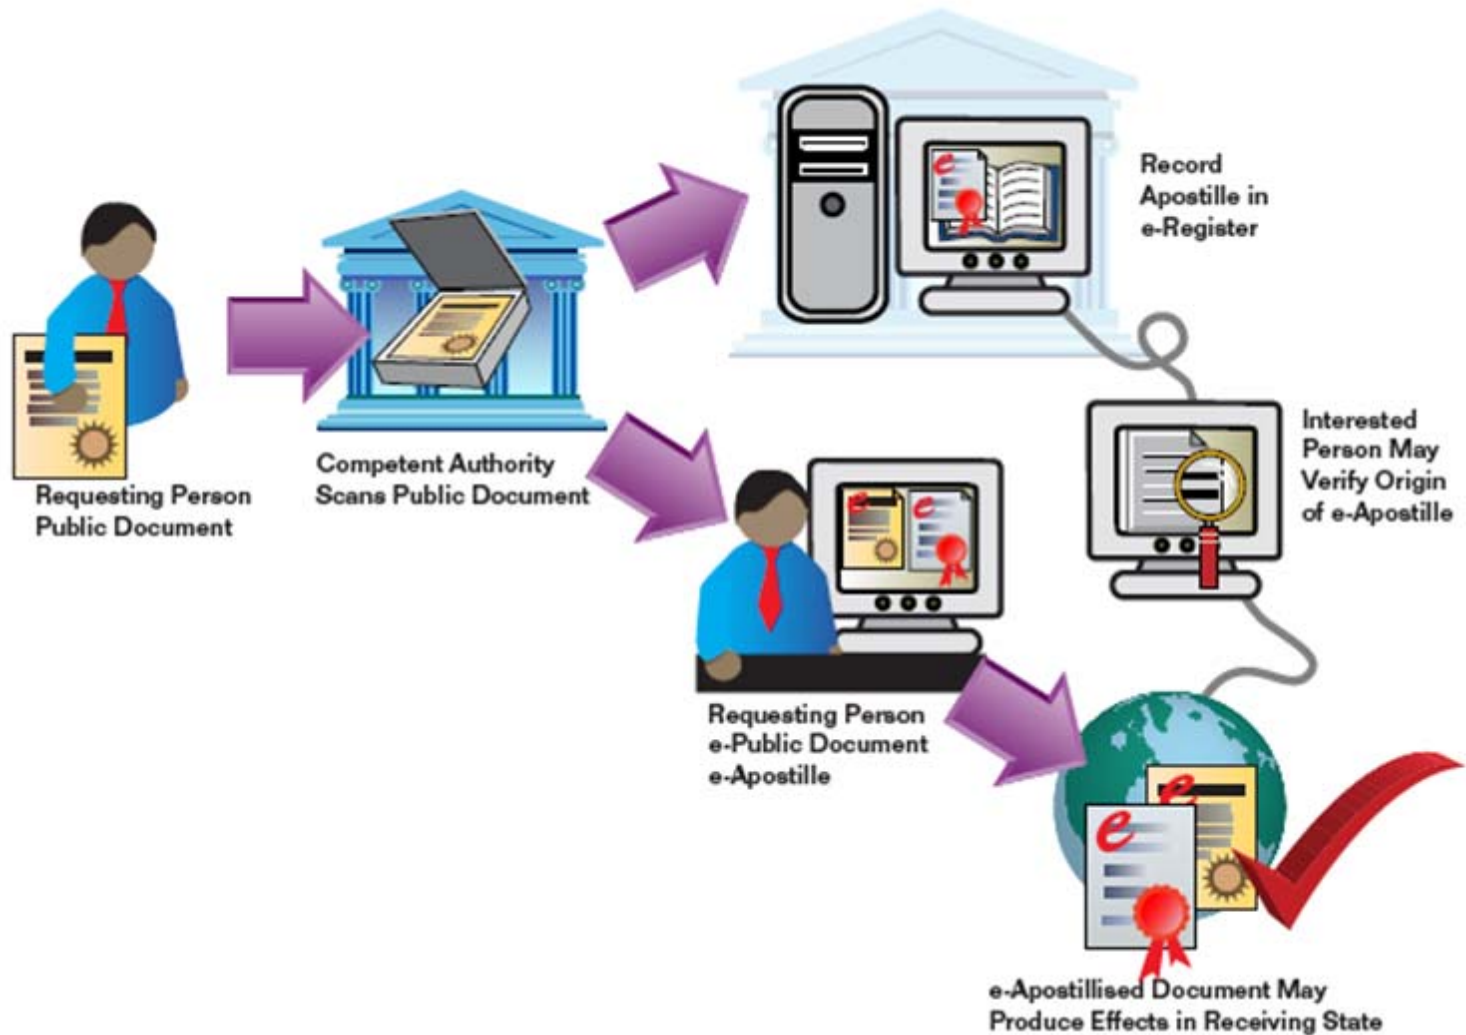 Requesting Person
Public Document
Competent Authority
Scans Public Document
Record
Apostille in
e-Register
Interested
Person May
Verify Origin
of e-Apostille
Requesting Person
e-Public Document
e-Apostille
e-Apostillised Document May
Produce Effects in Receiving State